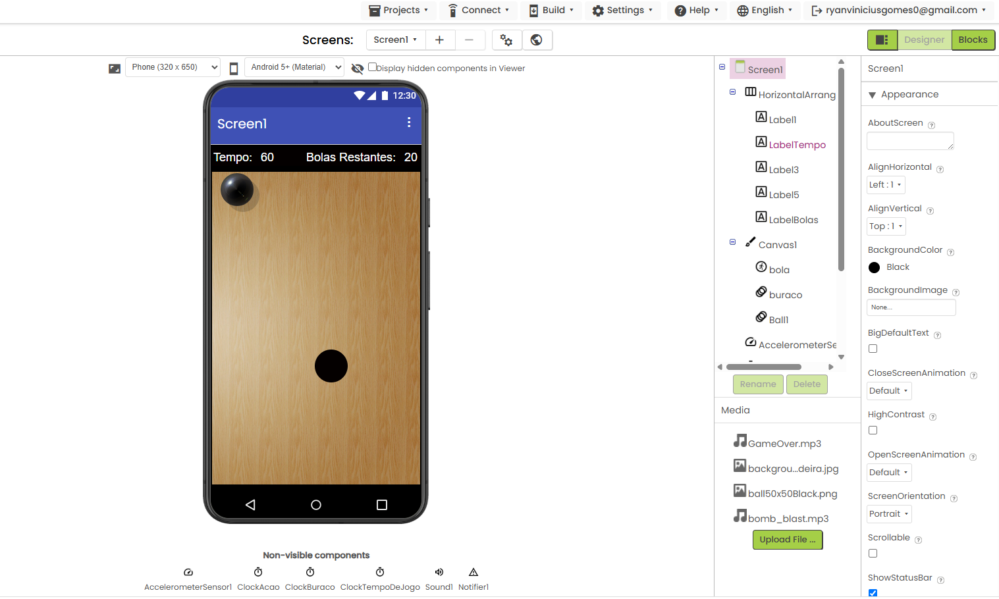 Projects Connect Build Settings Help English ryanviniciusgomes0@gmail.com
Screens: Screen1 + − Designer Blocks
Phone (320 x 650) Android 5+ (Material) Display hidden components in Viewer
12:30
Screen1
Tempo: 60 Bolas Restantes: 20
Non-visible components
AccelerometerSensor1 ClockAcao ClockBuraco ClockTempoDeJogo Sound1 Notifier1
Screen1
HorizontalArrang
Label1
LabelTempo
Label3
Label5
LabelBolas
Canvas1
bola
buraco
Ball1
AccelerometerSe
Rename Delete
Media
GameOver.mp3
backgrou...deira.jpg
ball50x50Black.png
bomb_blast.mp3
Upload File ...
Screen1
Appearance
AboutScreen ?
AlignHorizontal ?
Left : 1
AlignVertical ?
Top : 1
BackgroundColor ?
Black
BackgroundImage ?
None...
BigDefaultText ?
CloseScreenAnimation ?
Default
HighContrast ?
OpenScreenAnimation ?
Default
ScreenOrientation ?
Portrait
Scrollable ?
ShowStatusBar ?